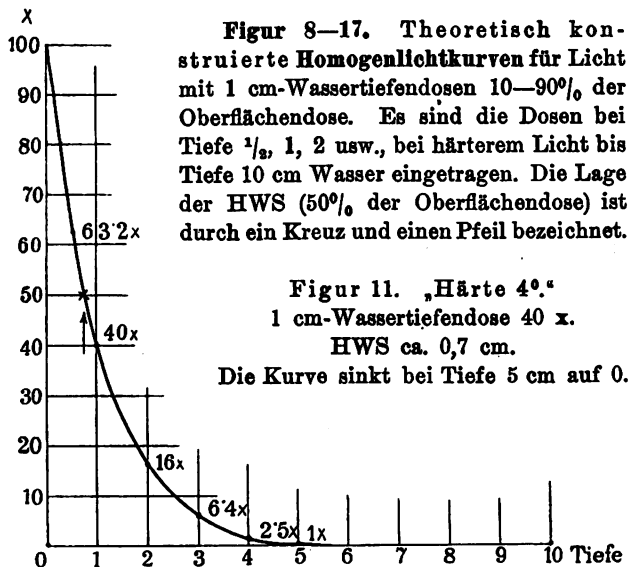 x
Figur 8—17. Theoretisch kon-
struierte Homogenlichtkurven für Licht
mit 1 cm-Wassertiefendosen 10—90% der
Oberflächendose. Es sind die Dosen bei
Tiefe ½, 1, 2 usw., bei härterem Licht bis
Tiefe 10 cm Wasser eingetragen. Die Lage
der HWS (50% der Oberflächendose) ist
durch ein Kreuz und einen Pfeil bezeichnet.
Figur 11. „Härte 4⁰.“
1 cm-Wassertiefendose 40 x.
HWS ca. 0,7 cm.
Die Kurve sinkt bei Tiefe 5 cm auf 0.
100
90
80
70
60
50
40
30
20
10
63·2x
40x
16x
6·4x
2·5x
1x
0 1 2 3 4 5 6 7 8 9 10 Tiefe